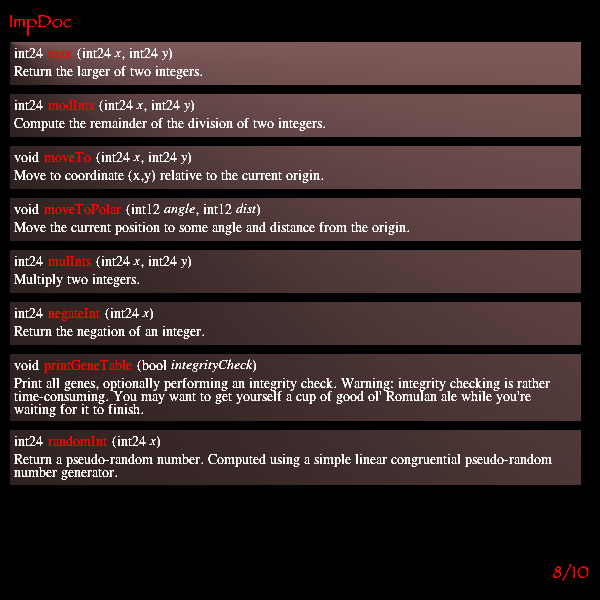 ImpDoc
int24 max (int24 x, int24 y)
Return the larger of two integers.
int24 modInts (int24 x, int24 y)
Compute the remainder of the division of two integers.
void moveTo (int24 x, int24 y)
Move to coordinate (x,y) relative to the current origin.
void moveToPolar (int12 angle, int12 dist)
Move the current position to some angle and distance from the origin.
int24 mulInts (int24 x, int24 y)
Multiply two integers.
int24 negateInt (int24 x)
Return the negation of an integer.
void printGeneTable (bool integrityCheck)
Print all genes, optionally performing an integrity check. Warning: integrity checking is rather
time-consuming. You may want to get yourself a cup of good ol' Romulan ale while you're
waiting for it to finish.
int24 randomInt (int24 x)
Return a pseudo-random number. Computed using a simple linear congruential pseudo-random
number generator.
8/10